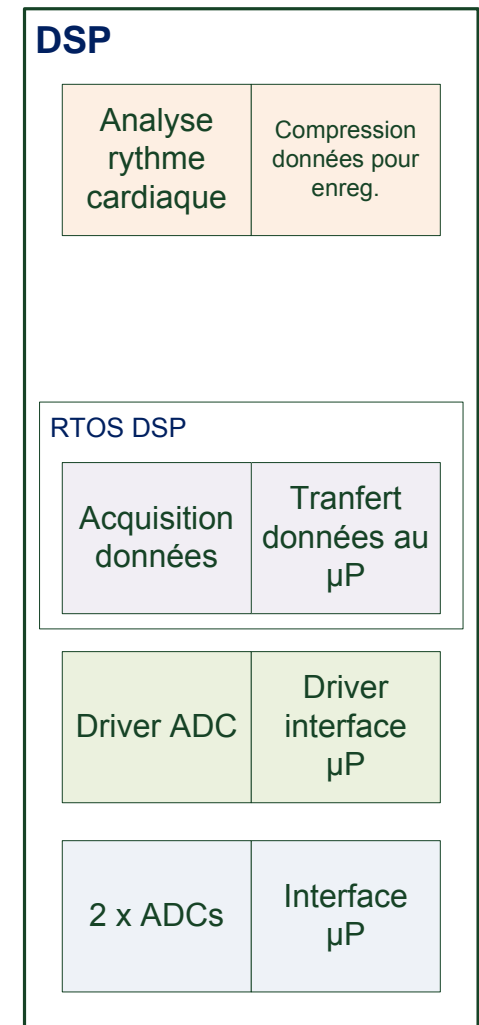 DSP
Analyse
rythme
cardiaque
Compression
données pour
enreg.
RTOS DSP
Acquisition
données
Tranfert
données au
µP
Driver ADC
Driver
interface
µP
2 x ADCs
Interface
µP